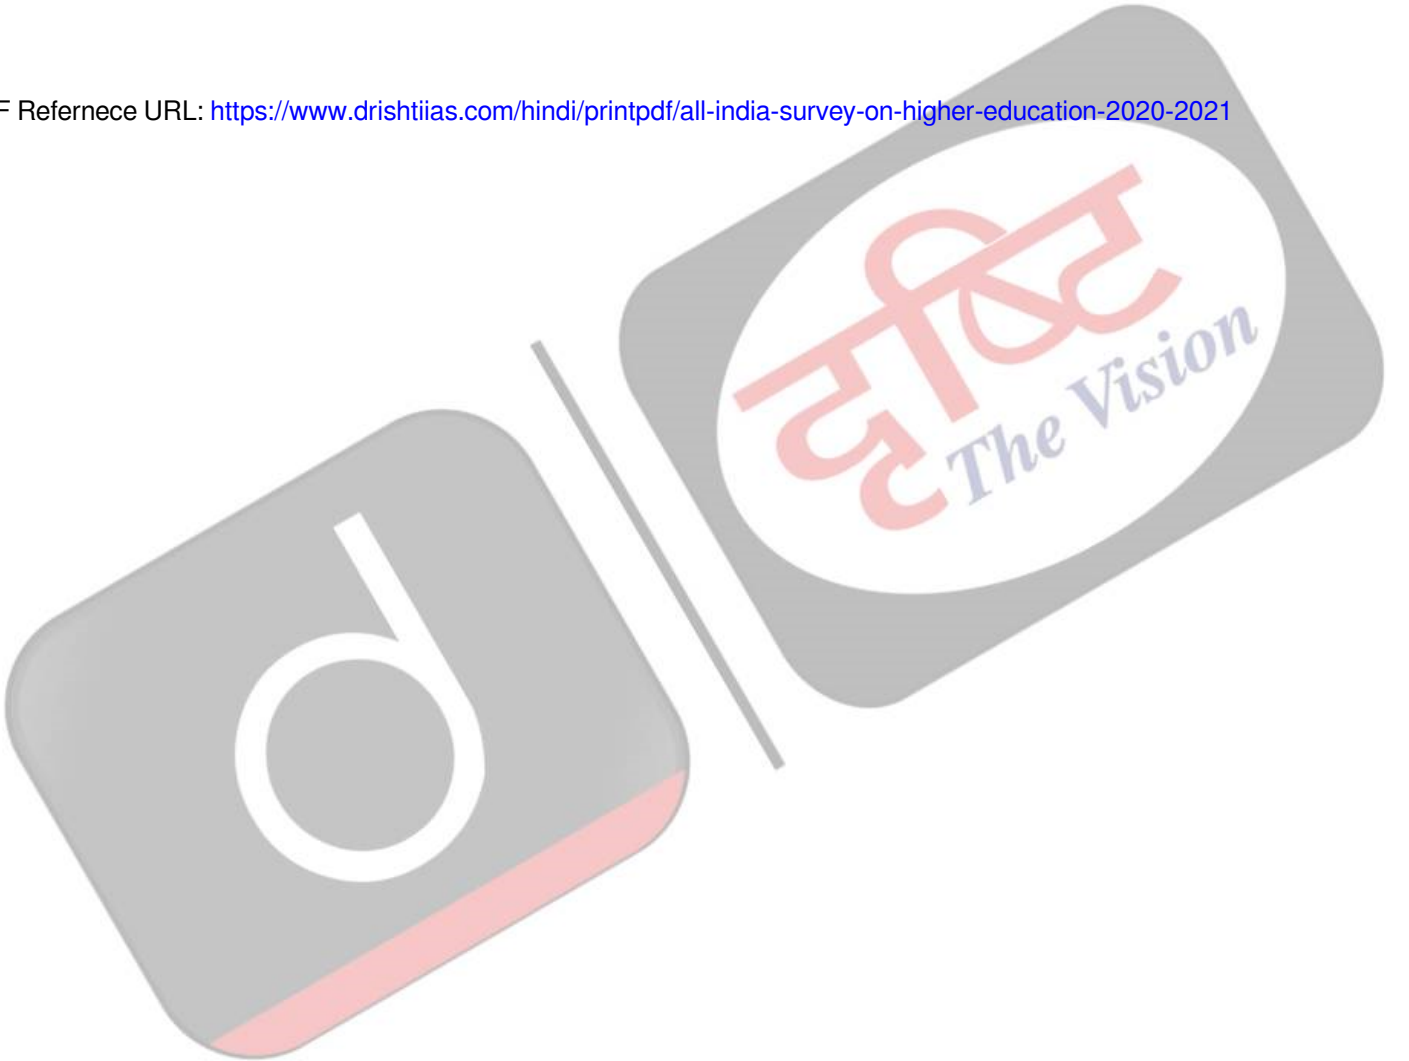 F Refernece URL: https://www.drishtiias.com/hindi/printpdf/all-india-survey-on-higher-education-2020-2021
दृष्टि
The Vision
d